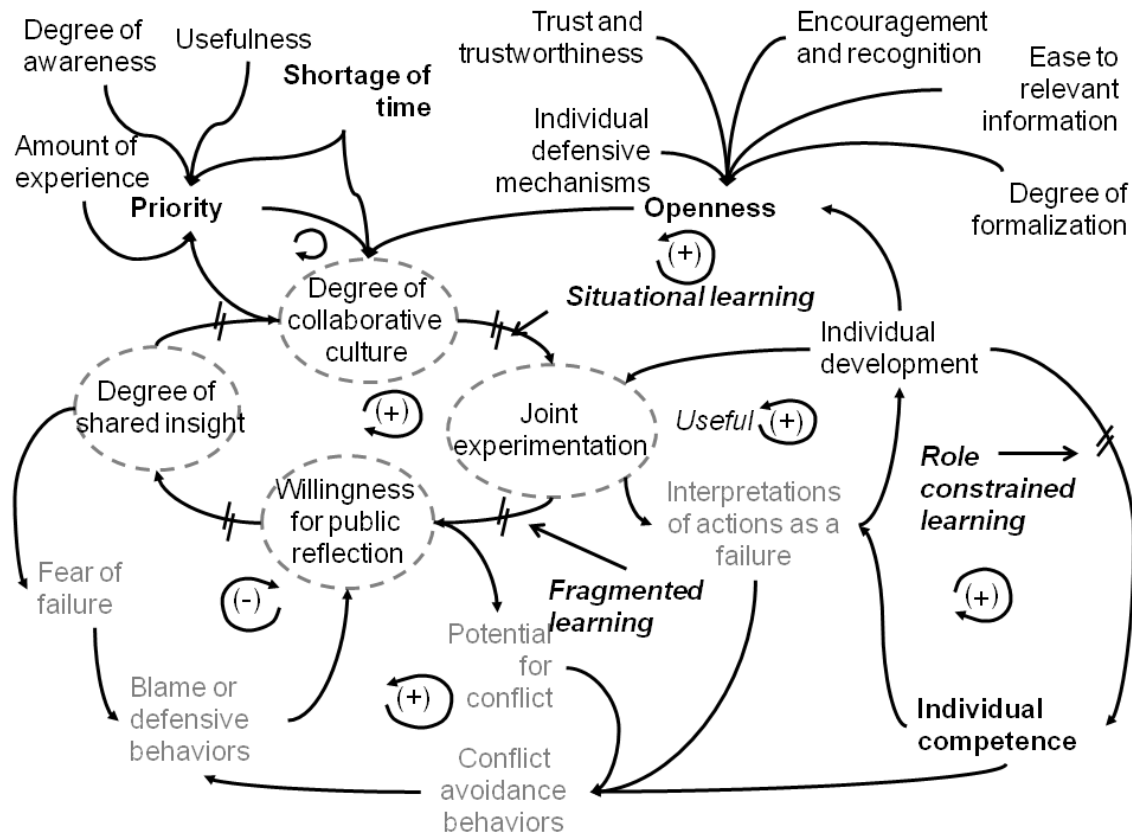 Degree of
awareness
Usefulness
Shortage of
time
Amount of
experience
Priority
Trust and
trustworthiness
Encouragement
and recognition
Ease to
relevant
information
Individual
defensive
mechanisms
Openness
Degree of
formalization
(+)
Situational learning
Degree of
collaborative
culture
Individual
development
Degree of
shared insight
(+)
Joint
experimentation
Useful (+)
Role
constrained
learning
Willingness
for public
reflection
Interpretations
of actions as a
failure
Fear of
failure
(-)
Fragmented
learning
(+)
Potential
for
conflict
(+)
Blame or
defensive
behaviors
Individual
competence
Conflict
avoidance
behaviors